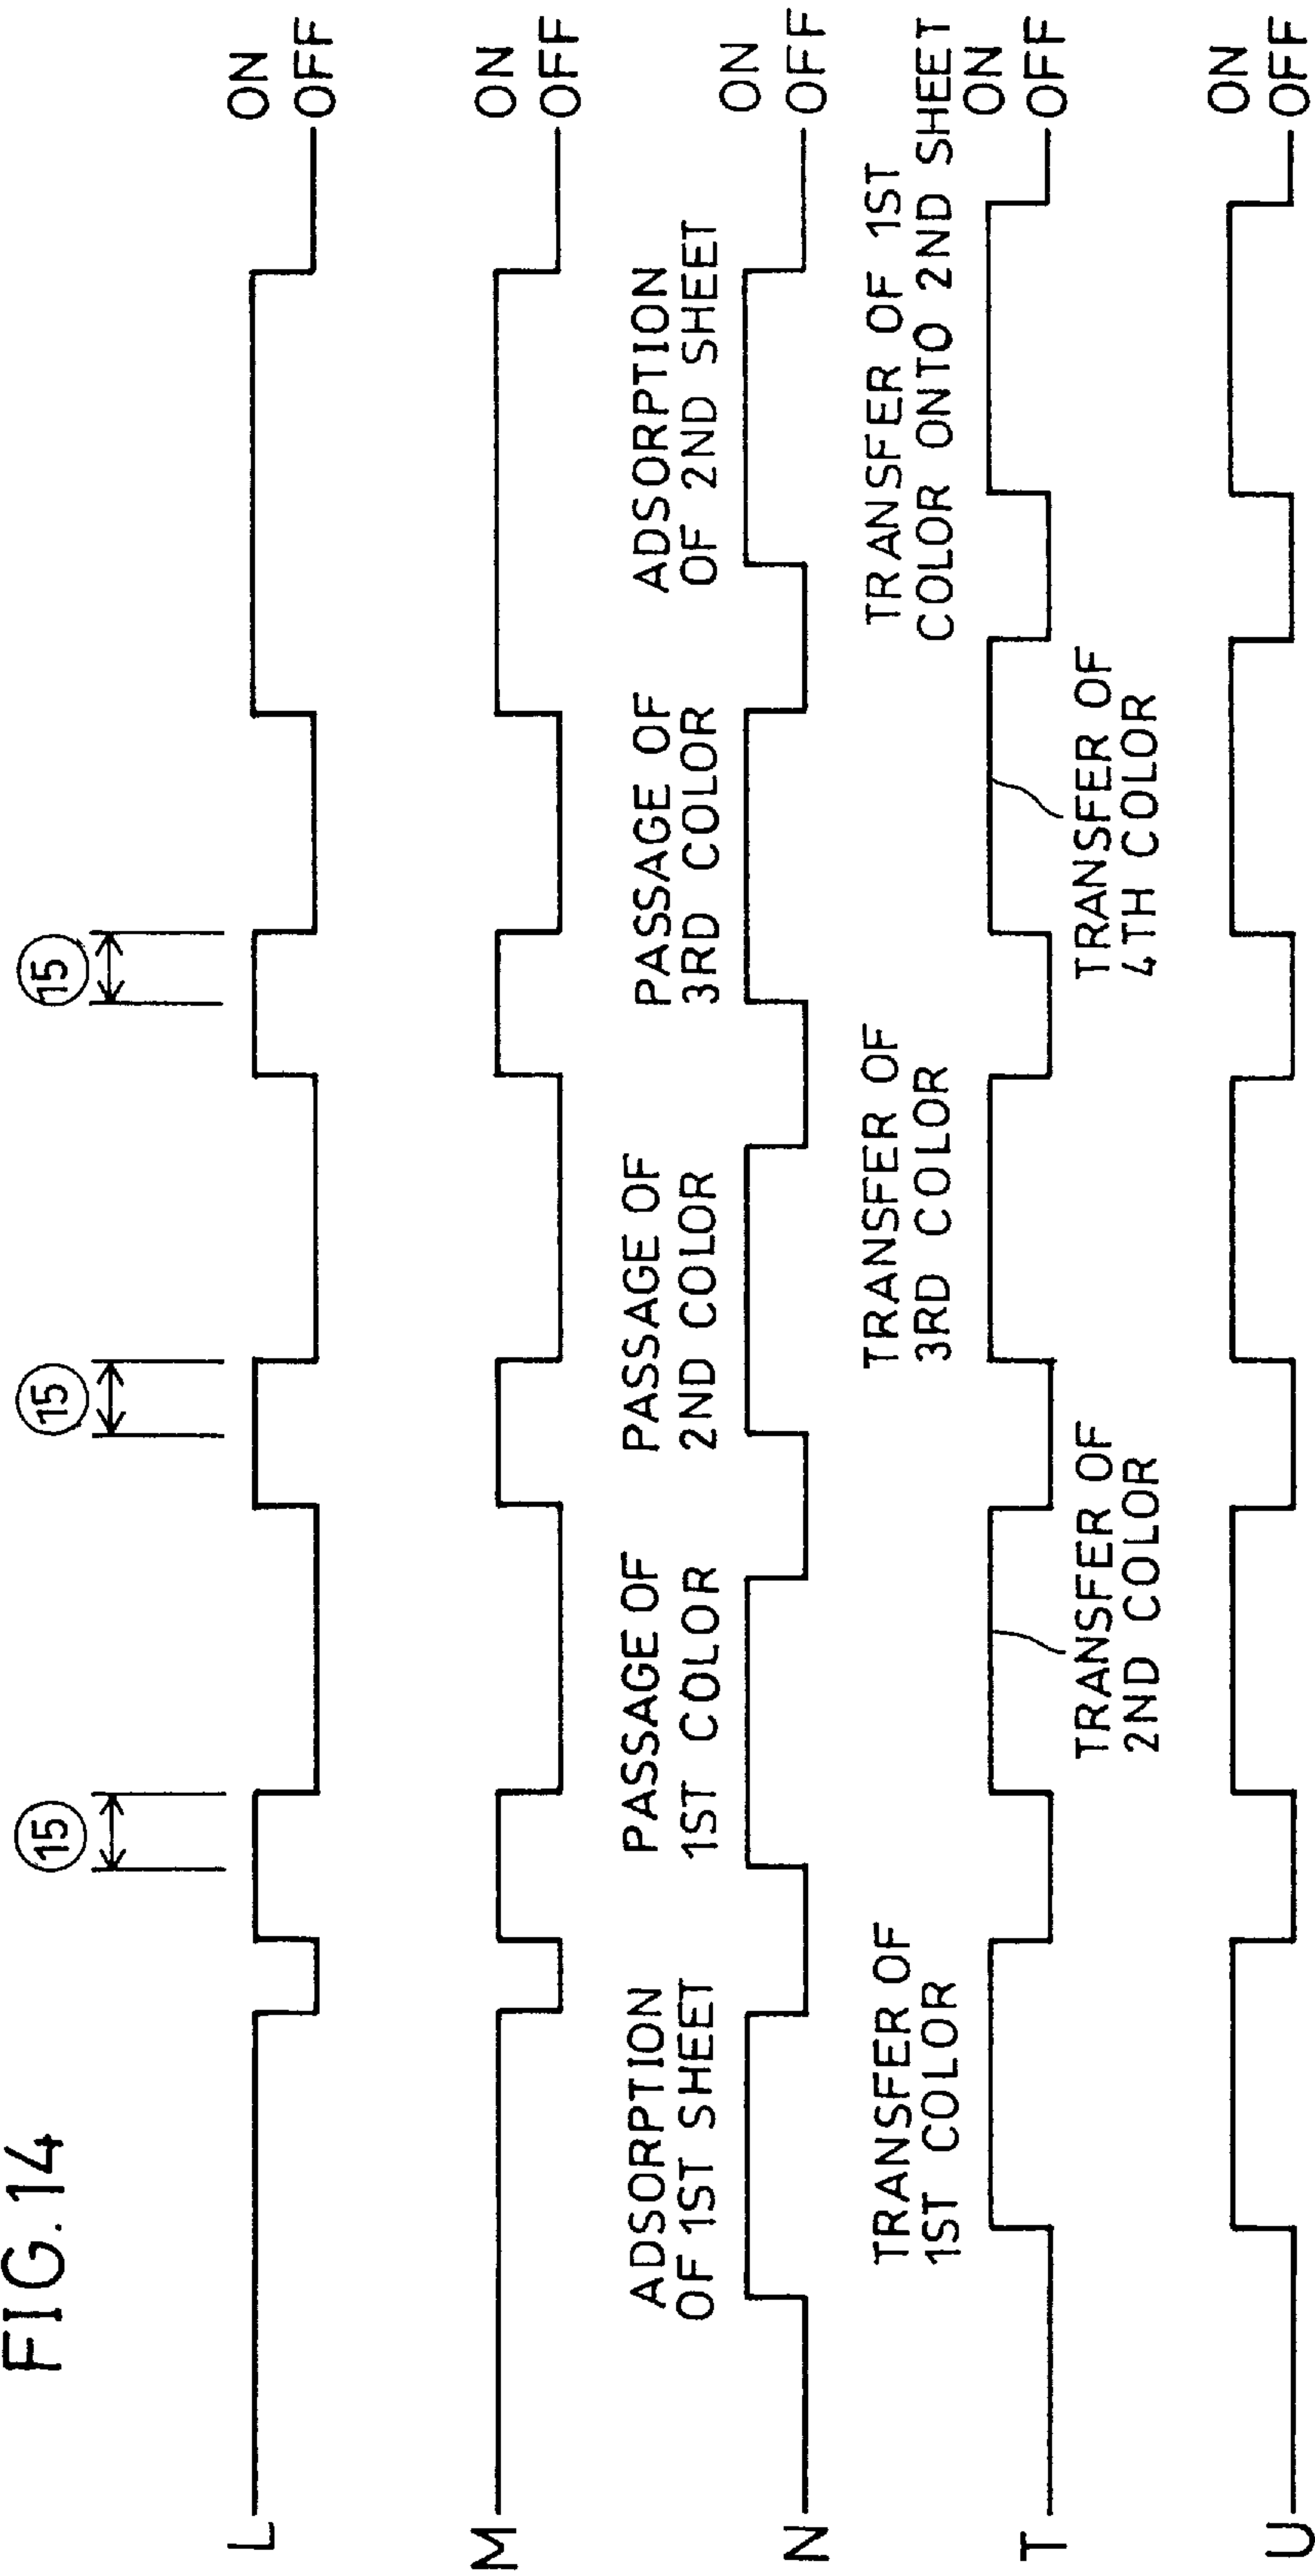 FIG.14
15
15
15
L
ON
OFF
M
ON
OFF
ADSORPTION
OF 1ST SHEET
PASSAGE OF
1ST COLOR
PASSAGE OF
2ND COLOR
PASSAGE OF
3RD COLOR
ADSORPTION
OF 2ND SHEET
N
ON
OFF
TRANSFER OF
1ST COLOR
TRANSFER OF
3RD COLOR
TRANSFER OF 1ST
COLOR ONTO 2ND SHEET
T
ON
OFF
TRANSFER OF
2ND COLOR
TRANSFER OF
4TH COLOR
U
ON
OFF